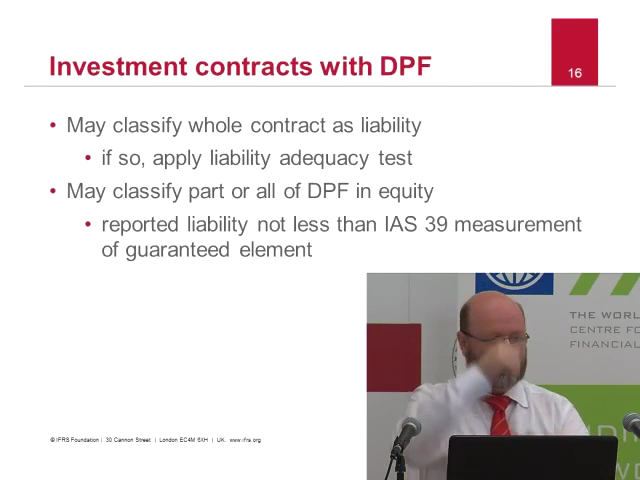 Investment contracts with DPF
16
• May classify whole contract as liability
• if so, apply liability adequacy test
• May classify part or all of DPF in equity
• reported liability not less than IAS 39 measurement
of guaranteed element
THE WORL
CENTRE FO
FINANCIAL
© IFRS Foundation | 30 Cannon Street | London EC4M 6XH | UK. www.ifrs.org